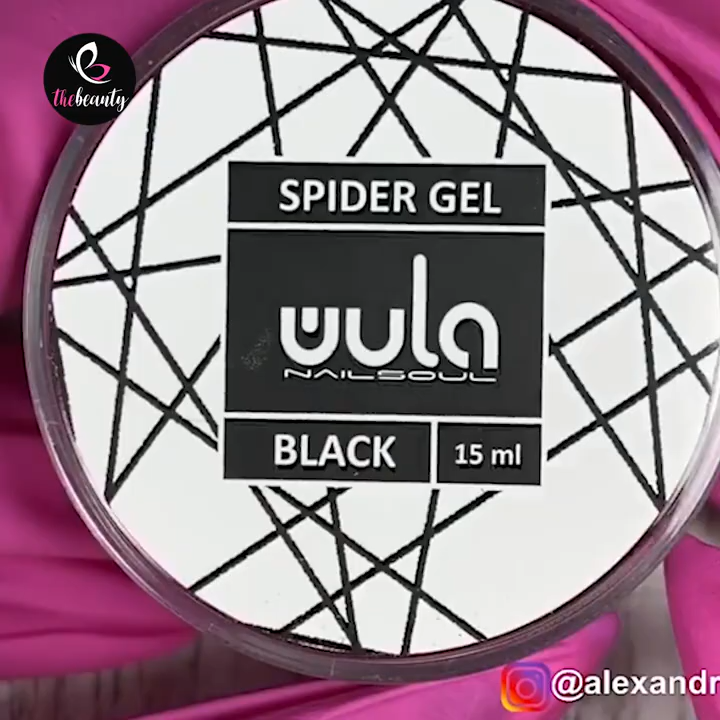 thebeauty
SPIDER GEL
wula
NAILSOUL
BLACK
15 ml
@alexandr